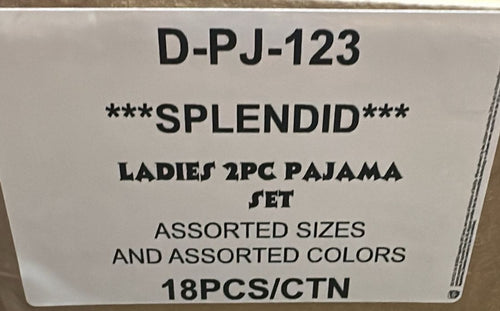 D-PJ-123
***SPLENDID***
LADIES 2PC PAJAMA
SET
ASSORTED SIZES
AND ASSORTED COLORS
18PCS/CTN